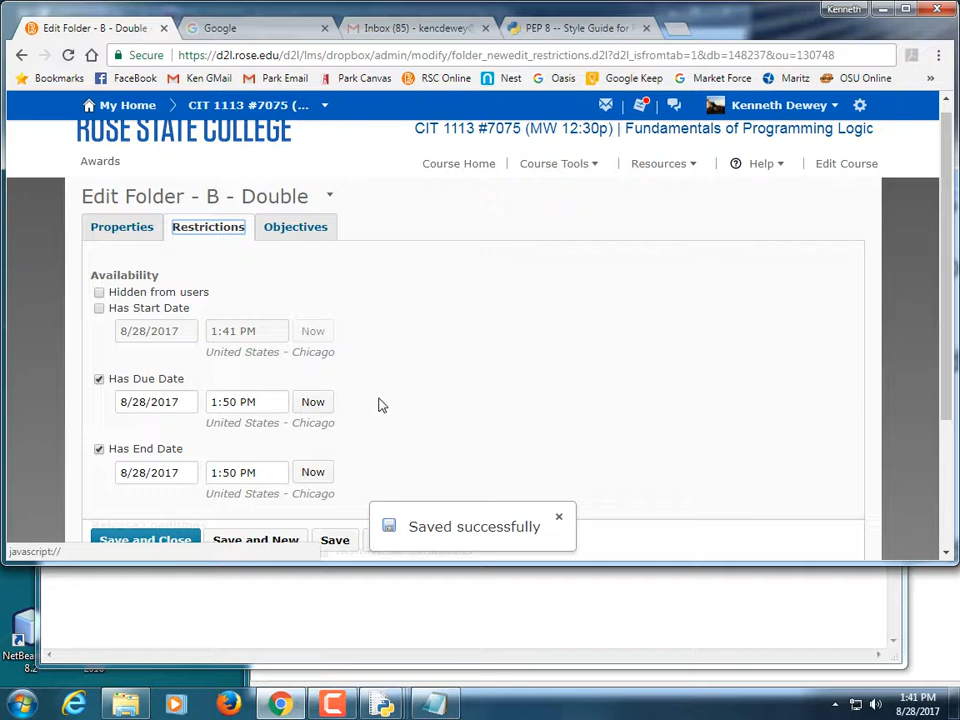 Kenneth
Edit Folder - B - Double
Google
Inbox (85) - kencdewey@
PEP 8 -- Style Guide for P
Secure
https://d2l.rose.edu/d2l/lms/dropbox/admin/modify/folder_newedit_restrictions.d2l?d2l_isfromtab=1&db=148237&ou=130748
Bookmarks
FaceBook
Ken GMail
Park Email
Park Canvas
RSC Online
Nest
Oasis
Google Keep
Market Force
Maritz
OSU Online
»
My Home
CIT 1113 #7075 (...
Kenneth Dewey
ROSE STATE COLLEGE
CIT 1113 #7075 (MW 12:30p) | Fundamentals of Programming Logic
Awards
Course Home
Course Tools
Resources
Help
Edit Course
Edit Folder - B - Double
Properties
Restrictions
Objectives
Availability
Hidden from users
Has Start Date
8/28/2017
1:41 PM
Now
United States - Chicago
Has Due Date
8/28/2017
1:50 PM
Now
United States - Chicago
Has End Date
8/28/2017
1:50 PM
Now
United States - Chicago
Saved successfully
Save and Close
Save and New
Save
javascript://
NetBea
8.2
1:41 PM
8/28/2017